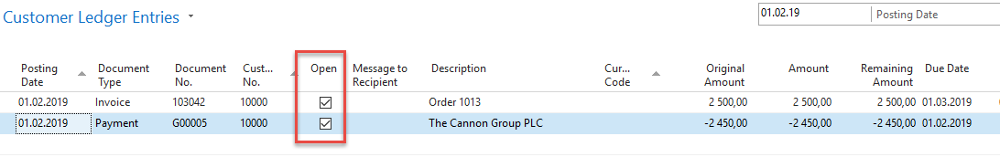 Customer Ledger Entries
01.02.19 Posting Date
Posting Date Document Type Document No. Cust... No. Open Message to Recipient Description Cur... Code Original Amount Amount Remaining Amount Due Date
01.02.2019 Invoice 103042 10000 Order 1013 2 500,00 2 500,00 2 500,00 01.03.2019
01.02.2019 Payment G00005 10000 The Cannon Group PLC -2 450,00 -2 450,00 -2 450,00 01.02.2019